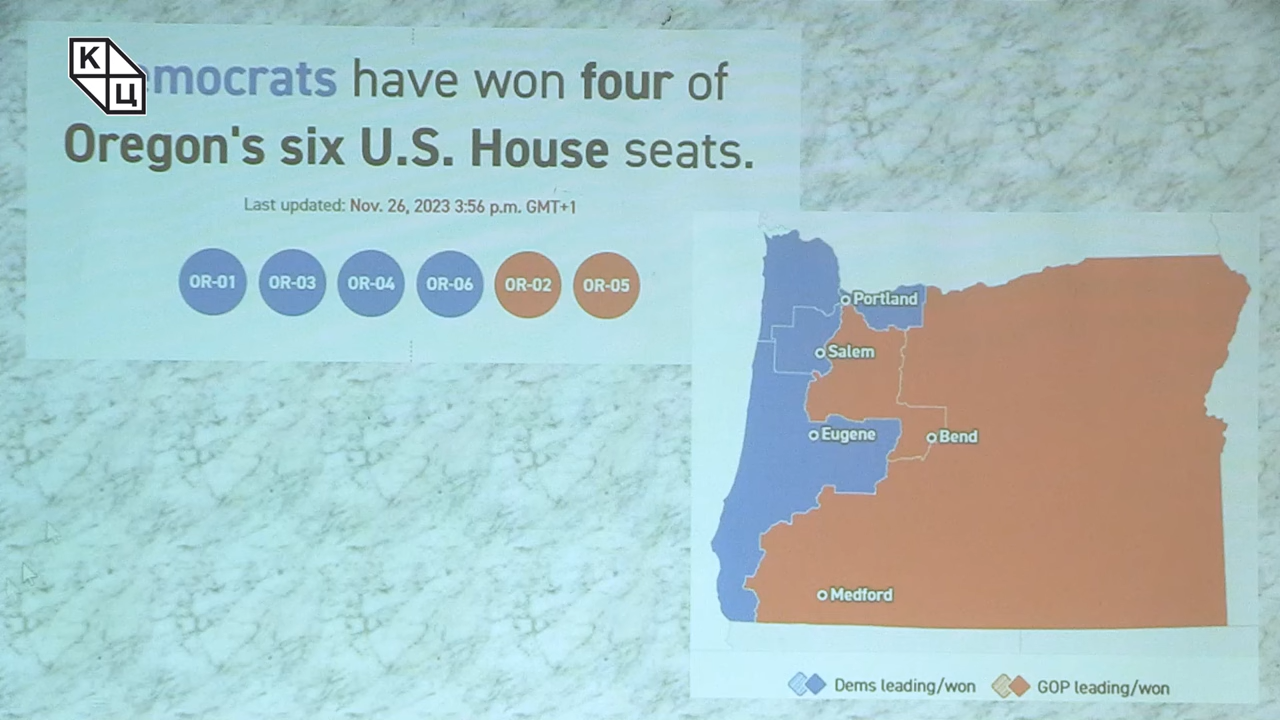 К
Ц
emocrats have won four of
Oregon's six U.S. House seats.
Last updated: Nov. 26, 2023 3:56 p.m. GMT+1
OR-01 OR-03 OR-04 OR-06 OR-02 OR-05
Portland
Salem
Eugene
Bend
Medford
Dems leading/won GOP leading/won